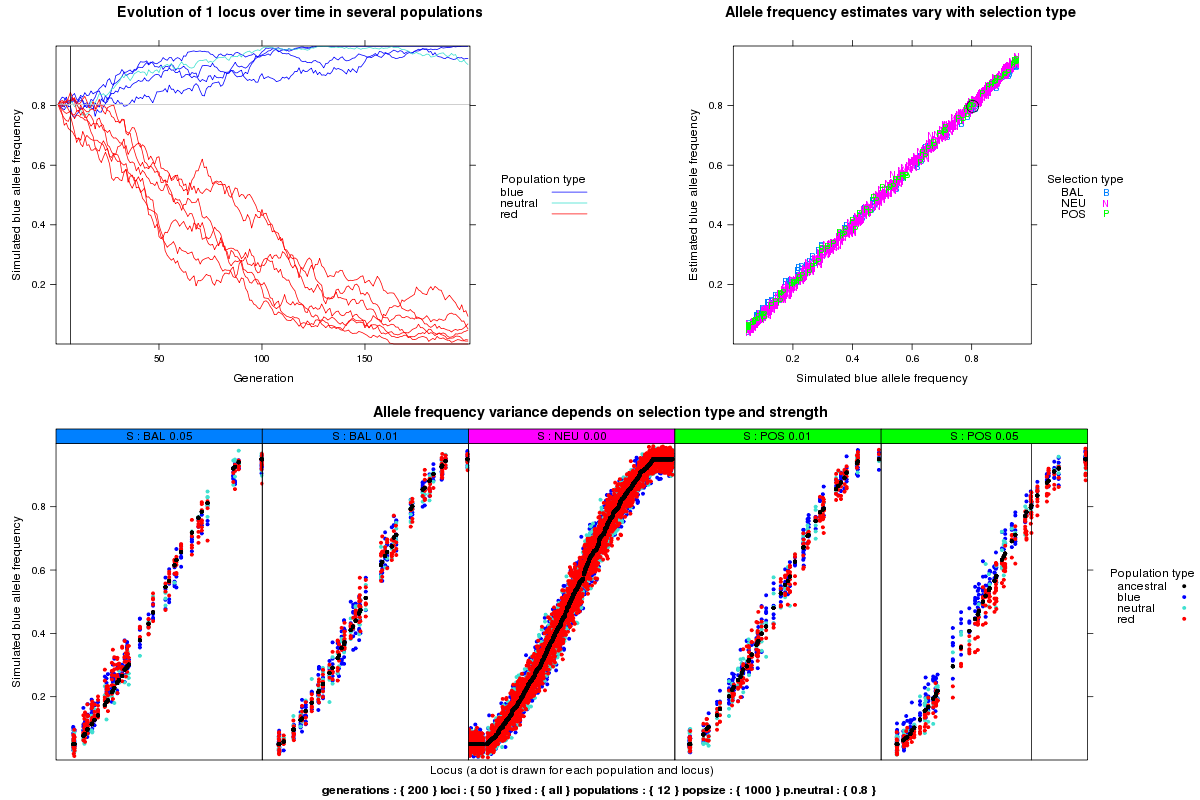 Evolution of 1 locus over time in several populations
Simulated blue allele frequency
0.8
0.6
0.4
0.2
50
100
150
Generation
Population type
blue
neutral
red
Allele frequency estimates vary with selection type
Estimated blue allele frequency
0.8
0.6
0.4
0.2
0.2
0.4
0.6
0.8
Simulated blue allele frequency
Selection type
BAL B
NEU N
POS P
Allele frequency variance depends on selection type and strength
S : BAL 0.05
S : BAL 0.01
S : NEU 0.00
S : POS 0.01
S : POS 0.05
Simulated blue allele frequency
0.8
0.6
0.4
0.2
Population type
ancestral
blue
neutral
red
Locus (a dot is drawn for each population and locus)
generations : { 200 } loci : { 50 } fixed : { all } populations : { 12 } popsize : { 1000 } p.neutral : { 0.8 }